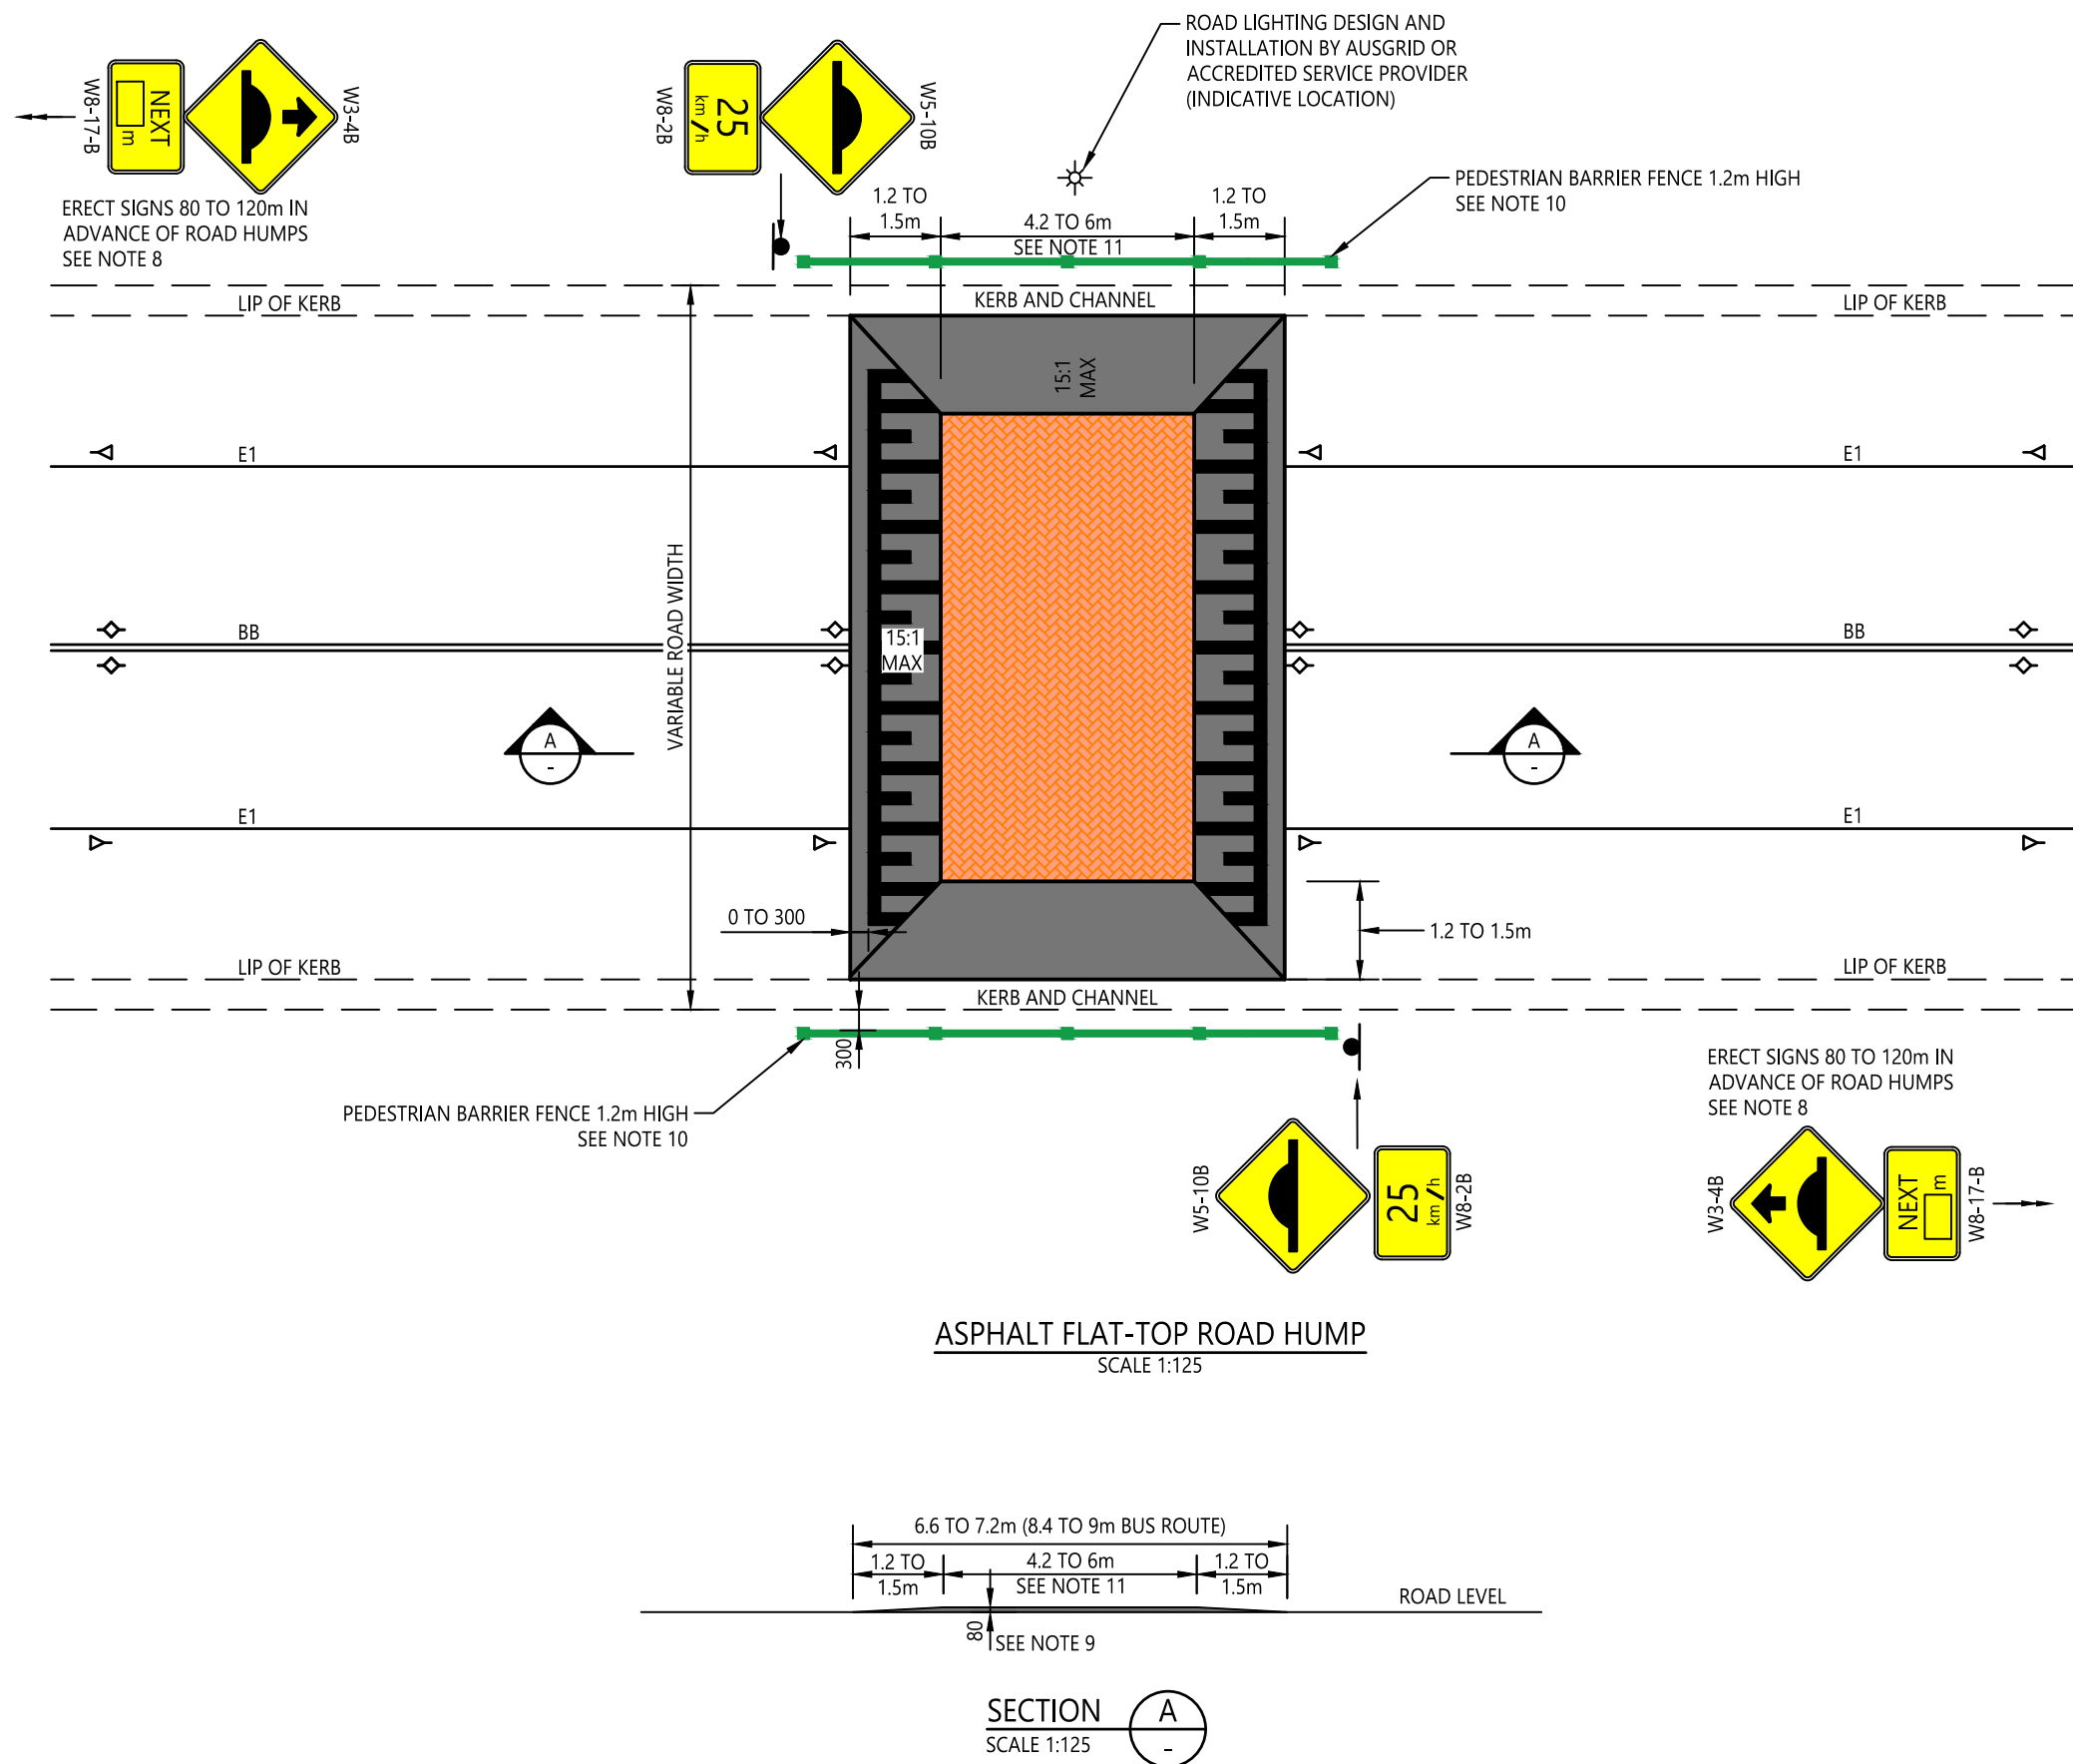 ROAD LIGHTING DESIGN AND
INSTALLATION BY AUSGRID OR
ACCREDITED SERVICE PROVIDER
(INDICATIVE LOCATION)
W8-17-B
NEXT
m
W3-4B
ERECT SIGNS 80 TO 120m IN
ADVANCE OF ROAD HUMPS
SEE NOTE 8
W8-2B
25
km/h
W5-10B
PEDESTRIAN BARRIER FENCE 1.2m HIGH
SEE NOTE 10
1.2 TO
1.5m
4.2 TO 6m
SEE NOTE 11
1.2 TO
1.5m
LIP OF KERB
KERB AND CHANNEL
LIP OF KERB
15:1
MAX
E1
E1
VARIABLE ROAD WIDTH
BB
15:1
MAX
BB
A
-
A
-
E1
E1
0 TO 300
1.2 TO 1.5m
LIP OF KERB
LIP OF KERB
KERB AND CHANNEL
300
PEDESTRIAN BARRIER FENCE 1.2m HIGH
SEE NOTE 10
ERECT SIGNS 80 TO 120m IN
ADVANCE OF ROAD HUMPS
SEE NOTE 8
W5-10B
25
km/h
W8-2B
W3-4B
NEXT
m
W8-17-B
ASPHALT FLAT-TOP ROAD HUMP
SCALE 1:125
6.6 TO 7.2m (8.4 TO 9m BUS ROUTE)
1.2 TO
1.5m
4.2 TO 6m
SEE NOTE 11
1.2 TO
1.5m
ROAD LEVEL
80
SEE NOTE 9
SECTION
SCALE 1:125
A
-